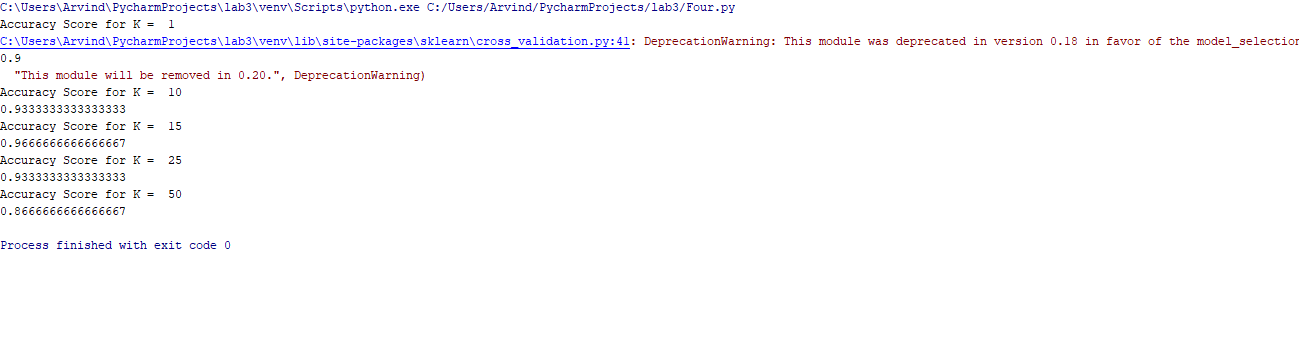 C:\Users\Arvind\PycharmProjects\lab3\venv\Scripts\python.exe C:/Users/Arvind/PycharmProjects/lab3/Four.py
Accuracy Score for K =  1
C:\Users\Arvind\PycharmProjects\lab3\venv\lib\site-packages\sklearn\cross_validation.py:41: DeprecationWarning: This module was deprecated in version 0.18 in favor of the model_selection
0.9
  "This module will be removed in 0.20.", DeprecationWarning)
Accuracy Score for K =  10
0.9333333333333333
Accuracy Score for K =  15
0.9666666666666667
Accuracy Score for K =  25
0.9333333333333333
Accuracy Score for K =  50
0.8666666666666667
Process finished with exit code 0